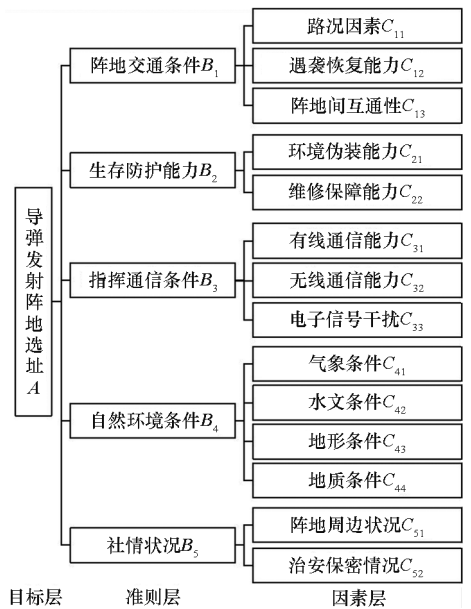 导弹发射阵地选址A
阵地交通条件B₁
路况因素C₁₁
遇袭恢复能力C₁₂
阵地间互通性C₁₃
生存防护能力B₂
环境伪装能力C₂₁
维修保障能力C₂₂
指挥通信条件B₃
有线通信能力C₃₁
无线通信能力C₃₂
电子信号干扰C₃₃
自然环境条件B₄
气象条件C₄₁
水文条件C₄₂
地形条件C₄₃
地质条件C₄₄
社情状况B₅
阵地周边状况C₅₁
治安保密情况C₅₂
目标层 准则层 因素层